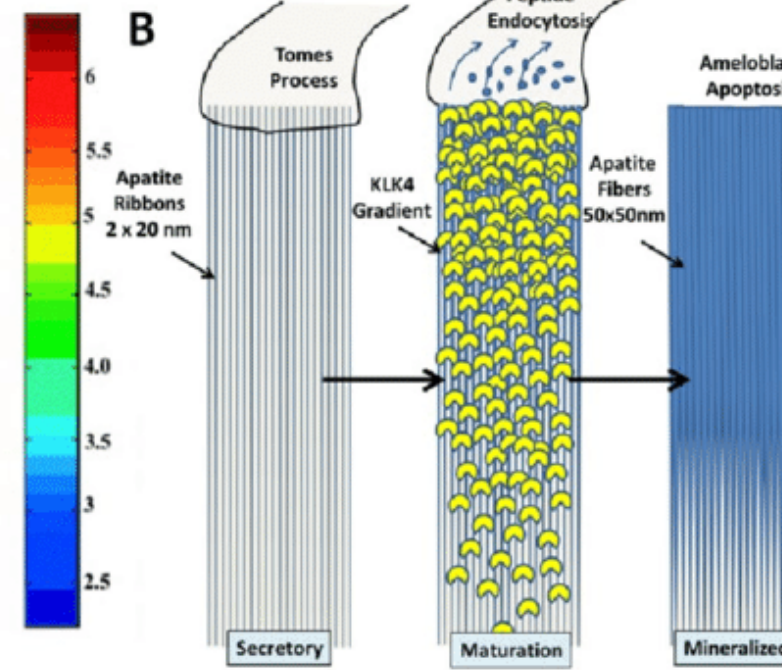 B
6
5.5
5
4.5
4.0
3.5
3
2.5
Tomes
Process
Apatite
Ribbons
2 x 20 nm
Secretory
Peptide
Endocytosis
KLK4
Gradient
Maturation
Apatite
Fibers
50x50nm